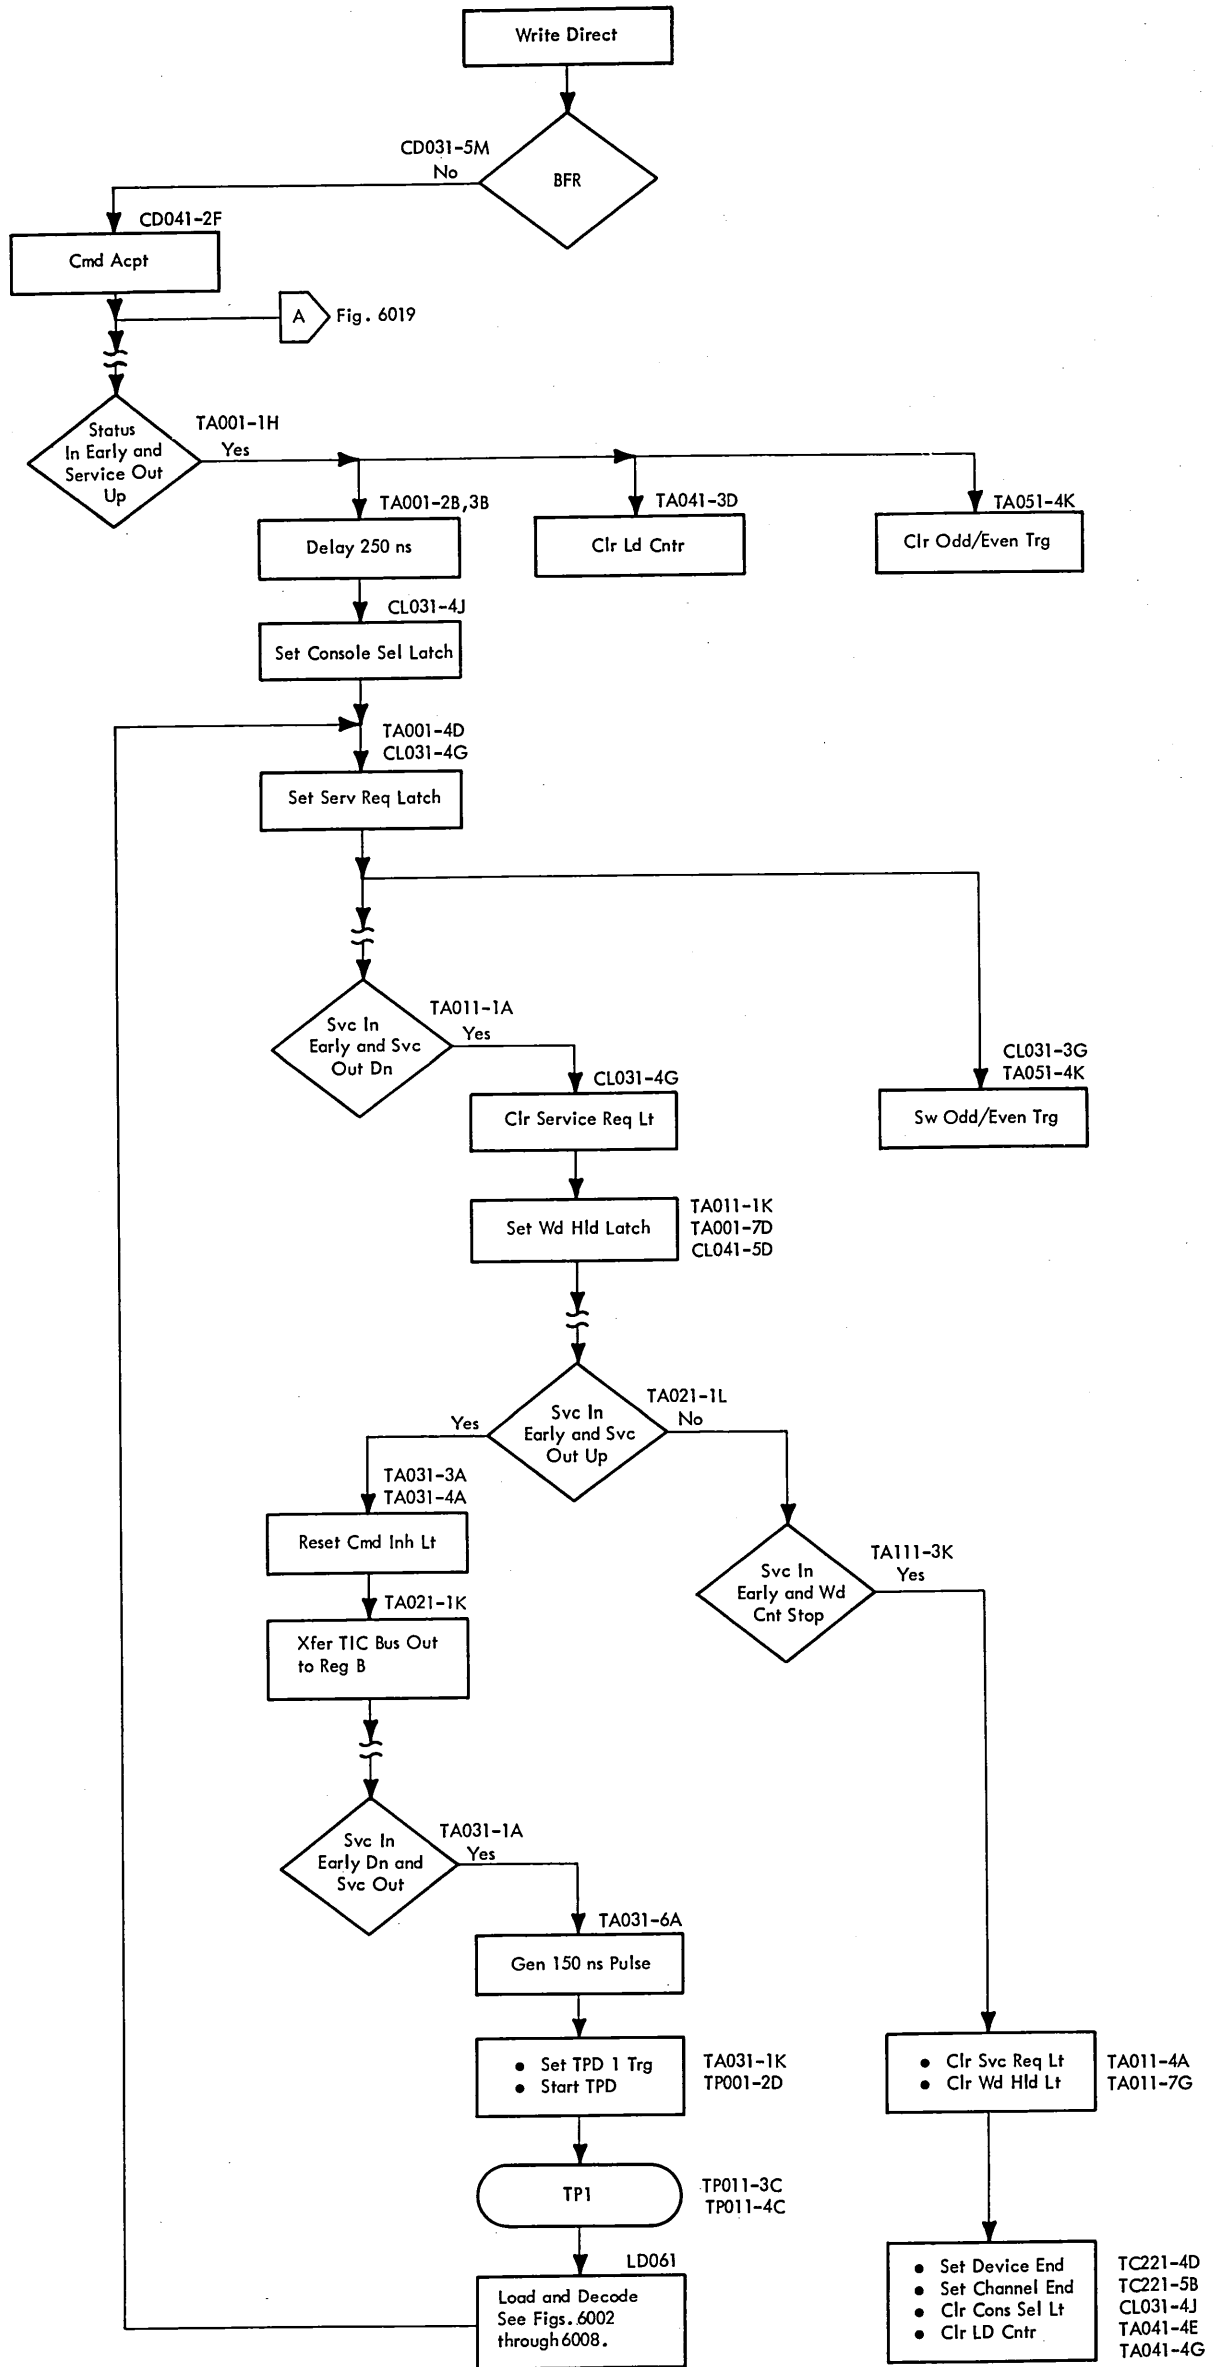 Write Direct
BFR
CD031-5M
No
CD041-2F
Cmd Acpt
A
Fig. 6019
Status
In Early and
Service Out
Up
TA001-1H
Yes
TA001-2B,3B
Delay 250 ns
TA041-3D
Clr Ld Cntr
TA051-4K
Clr Odd/Even Trg
CL031-4J
Set Console Sel Latch
TA001-4D
CL031-4G
Set Serv Req Latch
Svc In
Early and Svc
Out Dn
TA011-1A
Yes
CL031-4G
Clr Service Req Lt
CL031-3G
TA051-4K
Sw Odd/Even Trg
Set Wd Hld Latch
TA011-1K
TA001-7D
CL041-5D
Svc In
Early and Svc
Out Up
Yes
TA021-1L
No
TA031-3A
TA031-4A
Reset Cmd Inh Lt
TA021-1K
Xfer TIC Bus Out
to Reg B
Svc In
Early and Wd
Cnt Stop
TA111-3K
Yes
Svc In
Early Dn and
Svc Out
TA031-1A
Yes
TA031-6A
Gen 150 ns Pulse
• Set TPD 1 Trg
• Start TPD
TA031-1K
TP001-2D
TP1
TP011-3C
TP011-4C
LD061
Load and Decode
See Figs. 6002
through 6008.
• Clr Svc Req Lt
• Clr Wd Hld Lt
TA011-4A
TA011-7G
• Set Device End
• Set Channel End
• Clr Cons Sel Lt
• Clr LD Cntr
TC221-4D
TC221-5B
CL031-4J
TA041-4E
TA041-4G